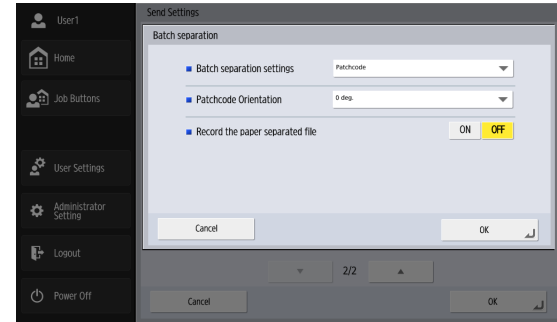 User1
Home
Job Buttons
User Settings
Administrator
Setting
Logout
Power Off
Send Settings
Batch separation
Batch separation settings
Patchcode
Patchcode Orientation
0 deg.
Record the paper separated file
ON
OFF
Cancel
OK
2/2
Cancel
OK